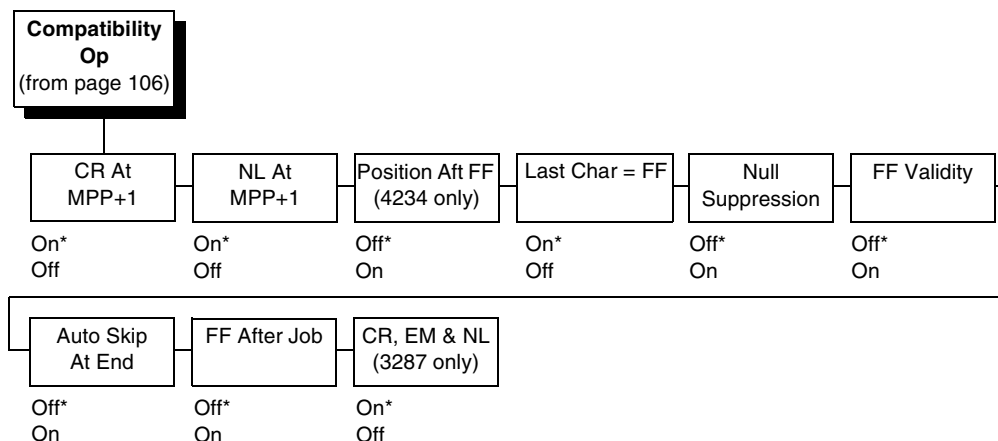 Compatibility
Op
(from page 106)
CR At
MPP+1
NL At
MPP+1
Position Aft FF
(4234 only)
Last Char = FF
Null
Suppression
FF Validity
On*
Off
On*
Off
Off*
On
On*
Off
Off*
On
Off*
On
Auto Skip
At End
FF After Job
CR, EM & NL
(3287 only)
Off*
On
Off*
On
On*
Off